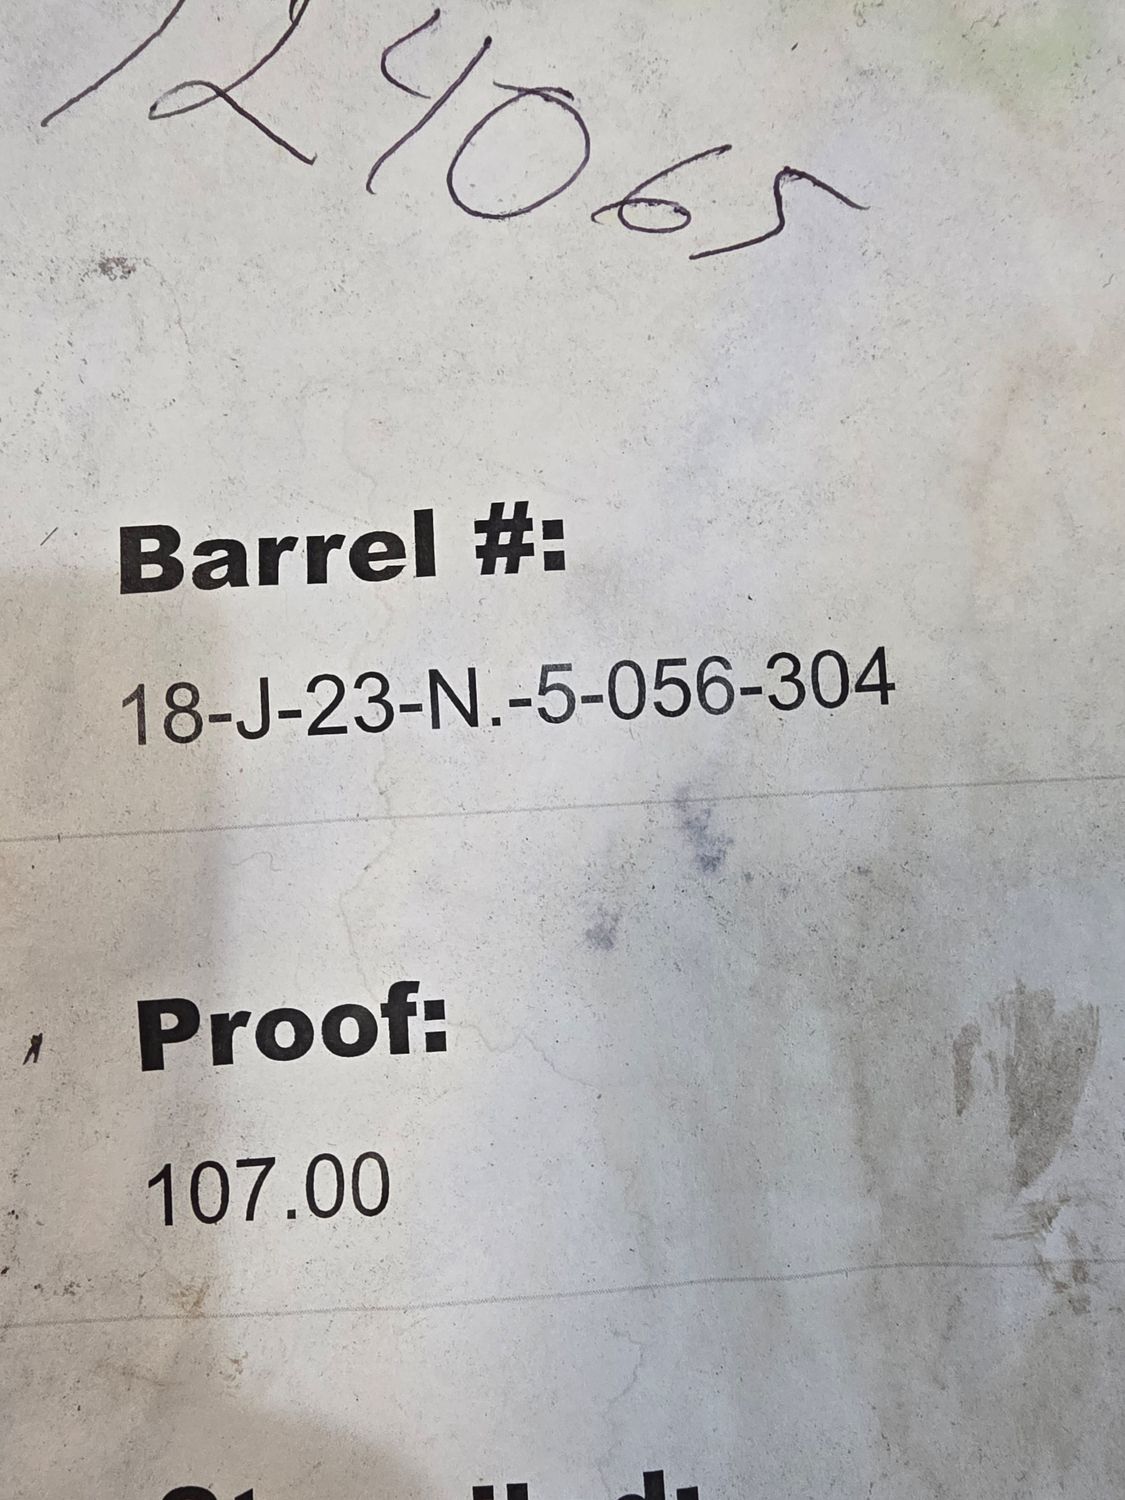 124065
Barrel #:
18-J-23-N.-5-056-304
Proof:
107.00